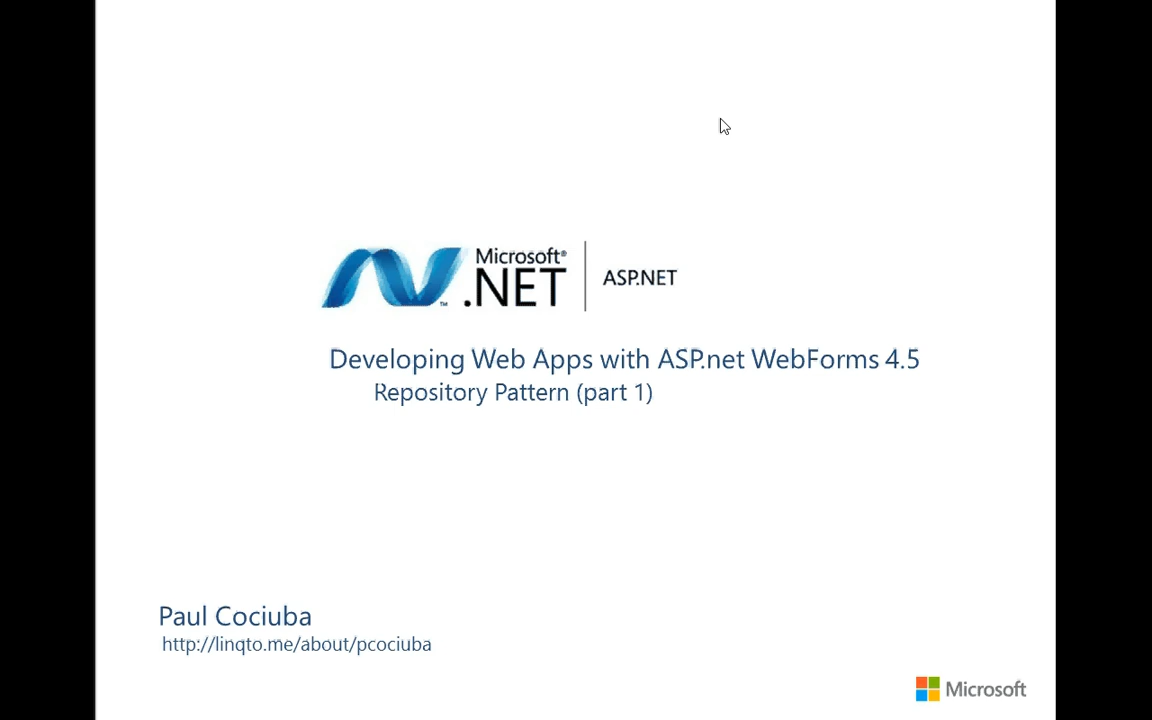 Microsoft®
.NET
™
ASP.NET
Developing Web Apps with ASP.net WebForms 4.5
Repository Pattern (part 1)
Paul Cociuba
http://linqto.me/about/pcociuba
Microsoft